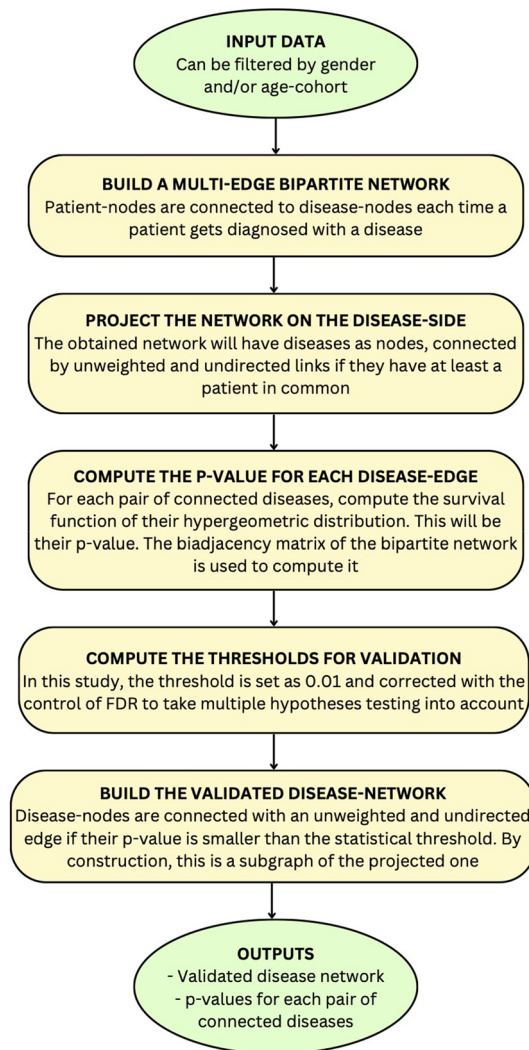 INPUT DATA
Can be filtered by gender
and/or age-cohort
BUILD A MULTI-EDGE BIPARTITE NETWORK
Patient-nodes are connected to disease-nodes each time a
patient gets diagnosed with a disease
PROJECT THE NETWORK ON THE DISEASE-SIDE
The obtained network will have diseases as nodes, connected
by unweighted and undirected links if they have at least a
patient in common
COMPUTE THE P-VALUE FOR EACH DISEASE-EDGE
For each pair of connected diseases, compute the survival
function of their hypergeometric distribution. This will be
their p-value. The biadjacency matrix of the bipartite network
is used to compute it
COMPUTE THE THRESHOLDS FOR VALIDATION
In this study, the threshold is set as 0.01 and corrected with the
control of FDR to take multiple hypotheses testing into account
BUILD THE VALIDATED DISEASE-NETWORK
Disease-nodes are connected with an unweighted and undirected
edge if their p-value is smaller than the statistical threshold. By
construction, this is a subgraph of the projected one
OUTPUTS
- Validated disease network
- p-values for each pair of
connected diseases